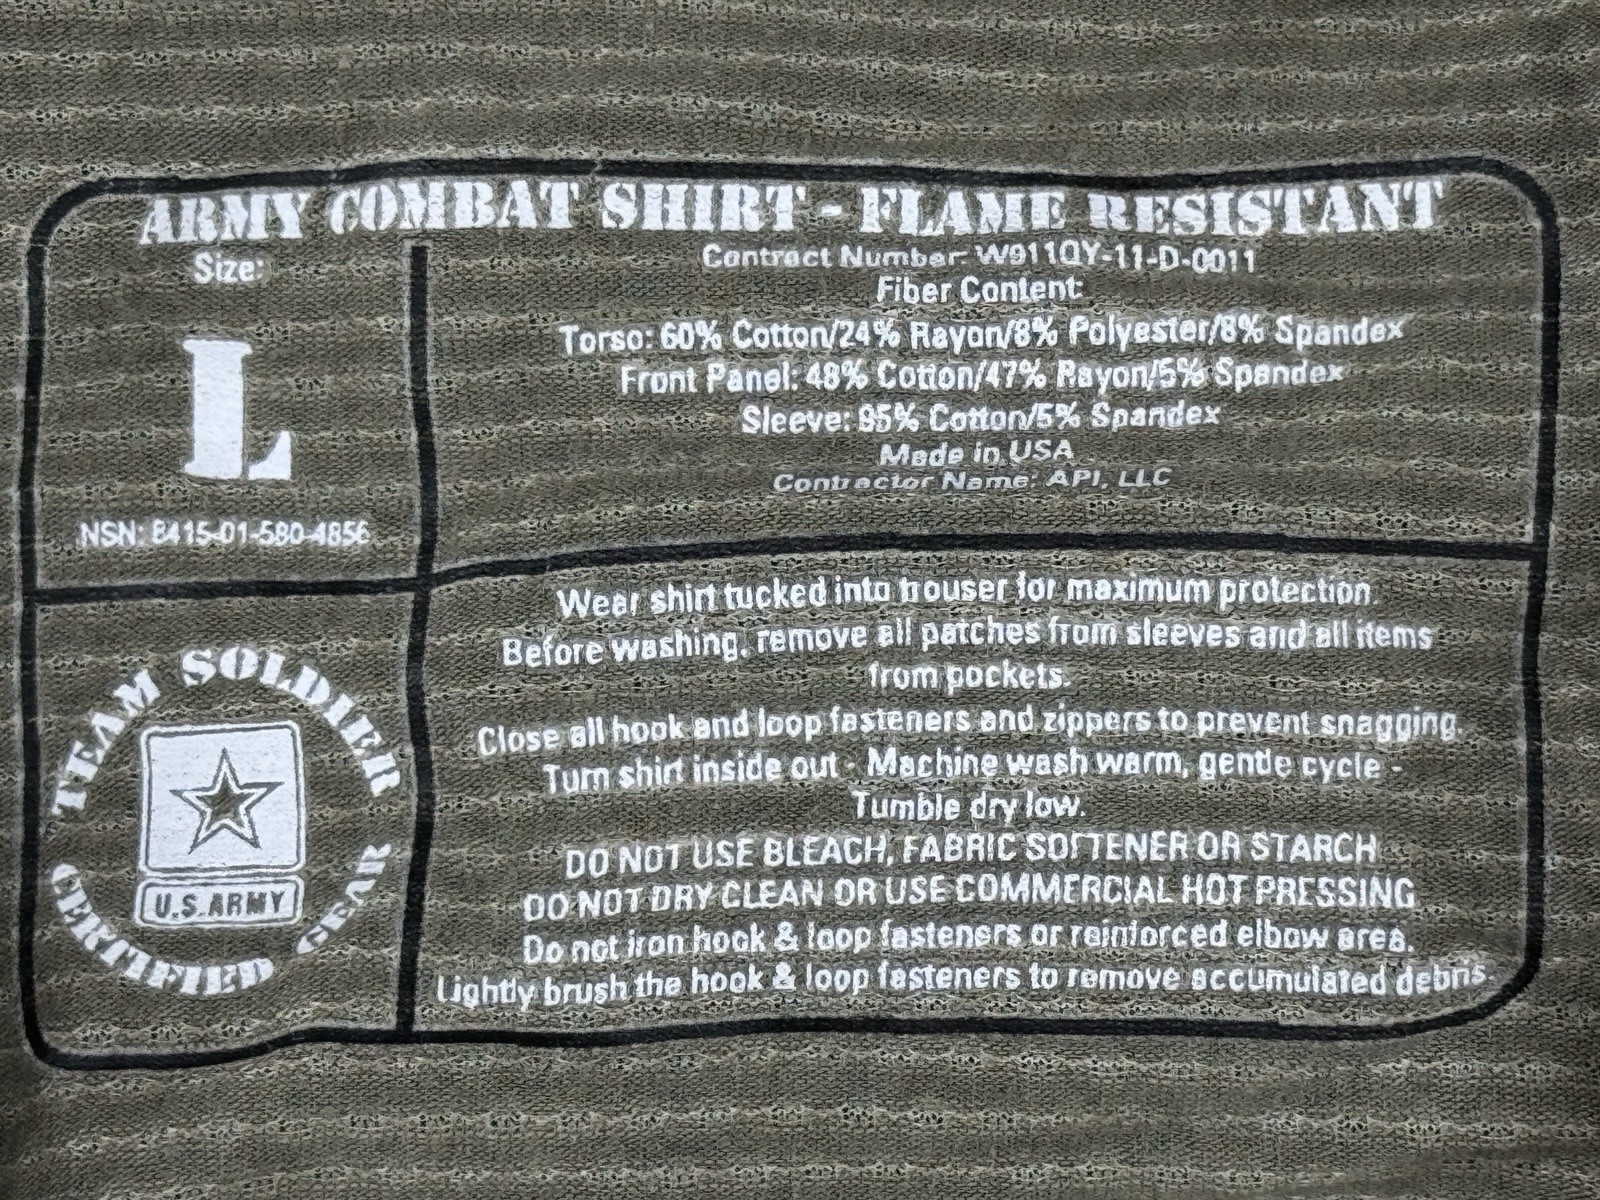 ARMY COMBAT SHIRT - FLAME RESISTANT
Size:
L
NSN: 8415-01-580-4856
Contract Number: W911QY-11-D-0011
Fiber Content:
Torso: 60% Cotton/24% Rayon/8% Polyester/8% Spandex
Front Panel: 48% Cotton/47% Rayon/5% Spandex
Sleeve: 95% Cotton/5% Spandex
Made in USA
Contractor Name: API, LLC
TEAM SOLDIER
U.S.ARMY
CERTIFIED GEAR
Wear shirt tucked into trouser for maximum protection.
Before washing, remove all patches from sleeves and all items
from pockets.
Close all hook and loop fasteners and zippers to prevent snagging.
Turn shirt inside out - Machine wash warm, gentle cycle -
Tumble dry low.
DO NOT USE BLEACH, FABRIC SOFTENER OR STARCH
DO NOT DRY CLEAN OR USE COMMERCIAL HOT PRESSING
Do not iron hook & loop fasteners or reinforced elbow area.
Lightly brush the hook & loop fasteners to remove accumulated debris.